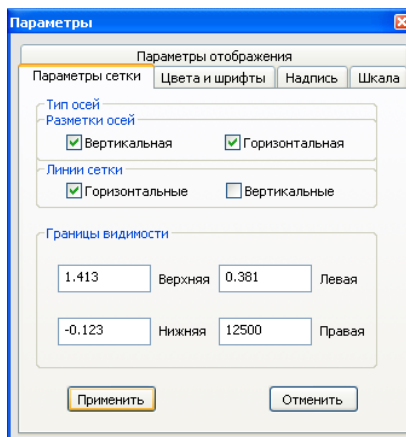 Параметры
Параметры отображения
Параметры сетки Цвета и шрифты Надпись Шкала
Тип осей
Разметки осей
Вертикальная Горизонтальная
Линии сетки
Горизонтальные Вертикальные
Границы видимости
1.413 Верхняя 0.381 Левая
-0.123 Нижняя 12500 Правая
Применить Отменить